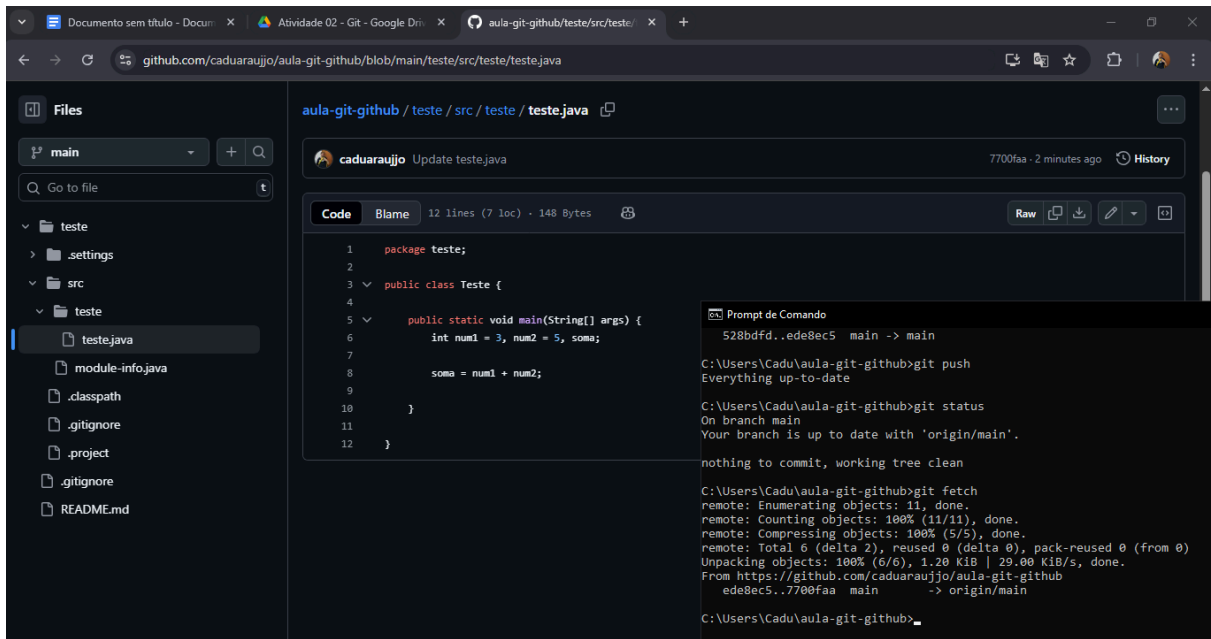 Documento sem título - Docum
Atividade 02 - Git - Google Driv
aula-git-github/teste/src/teste/
github.com/caduaraujjo/aula-git-github/blob/main/teste/src/teste/teste.java
Files
main
Go to file
t
teste
.settings
src
teste
teste.java
module-info.java
.classpath
.gitignore
.project
.gitignore
README.md
aula-git-github / teste / src / teste / teste.java
caduaraujjo Update teste.java
7700faa · 2 minutes ago
History
Code
Blame
12 lines (7 loc) · 148 Bytes
Raw
1 package teste;
2
3 public class Teste {
4
5 public static void main(String[] args) {
6 int num1 = 3, num2 = 5, soma;
7
8 soma = num1 + num2;
9
10 }
11
12 }
Prompt de Comando
528bdfd..ede8ec5 main -> main
C:\Users\Cadu\aula-git-github>git push
Everything up-to-date
C:\Users\Cadu\aula-git-github>git status
On branch main
Your branch is up to date with 'origin/main'.
nothing to commit, working tree clean
C:\Users\Cadu\aula-git-github>git fetch
remote: Enumerating objects: 11, done.
remote: Counting objects: 100% (11/11), done.
remote: Compressing objects: 100% (5/5), done.
remote: Total 6 (delta 2), reused 0 (delta 0), pack-reused 0 (from 0)
Unpacking objects: 100% (6/6), 1.20 KiB | 29.00 KiB/s, done.
From https://github.com/caduaraujjo/aula-git-github
ede8ec5..7700faa main -> origin/main
C:\Users\Cadu\aula-git-github>